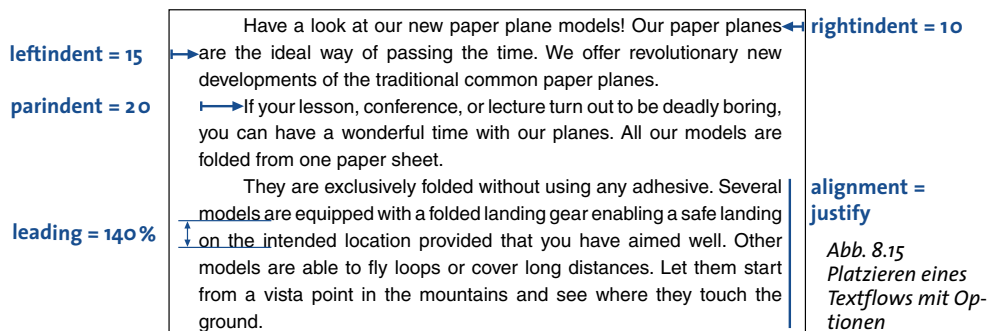 Have a look at our new paper plane models! Our paper planes
rightindent = 10
leftindent = 15
are the ideal way of passing the time. We offer revolutionary new
developments of the traditional common paper planes.
parindent = 20
If your lesson, conference, or lecture turn out to be deadly boring,
you can have a wonderful time with our planes. All our models are
folded from one paper sheet.
They are exclusively folded without using any adhesive. Several
alignment =
justify
models are equipped with a folded landing gear enabling a safe landing
leading = 140%
on the intended location provided that you have aimed well. Other
models are able to fly loops or cover long distances. Let them start
from a vista point in the mountains and see where they touch the
ground.
Abb. 8.15
Platzieren eines
Textflows mit Op-
tionen